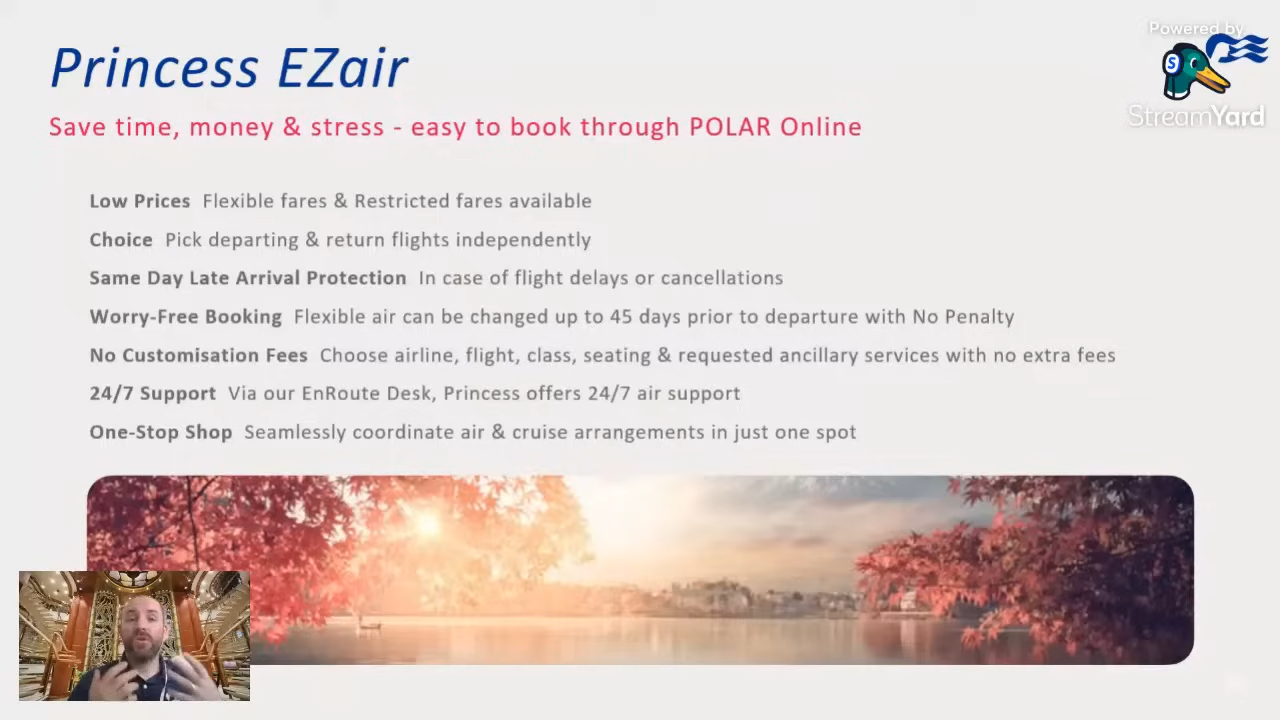 Powered by
Princess EZair
S
StreamYard
Save time, money & stress - easy to book through POLAR Online
Low Prices Flexible fares & Restricted fares available
Choice Pick departing & return flights independently
Same Day Late Arrival Protection In case of flight delays or cancellations
Worry-Free Booking Flexible air can be changed up to 45 days prior to departure with No Penalty
No Customisation Fees Choose airline, flight, class, seating & requested ancillary services with no extra fees
24/7 Support Via our EnRoute Desk, Princess offers 24/7 air support
One-Stop Shop Seamlessly coordinate air & cruise arrangements in just one spot